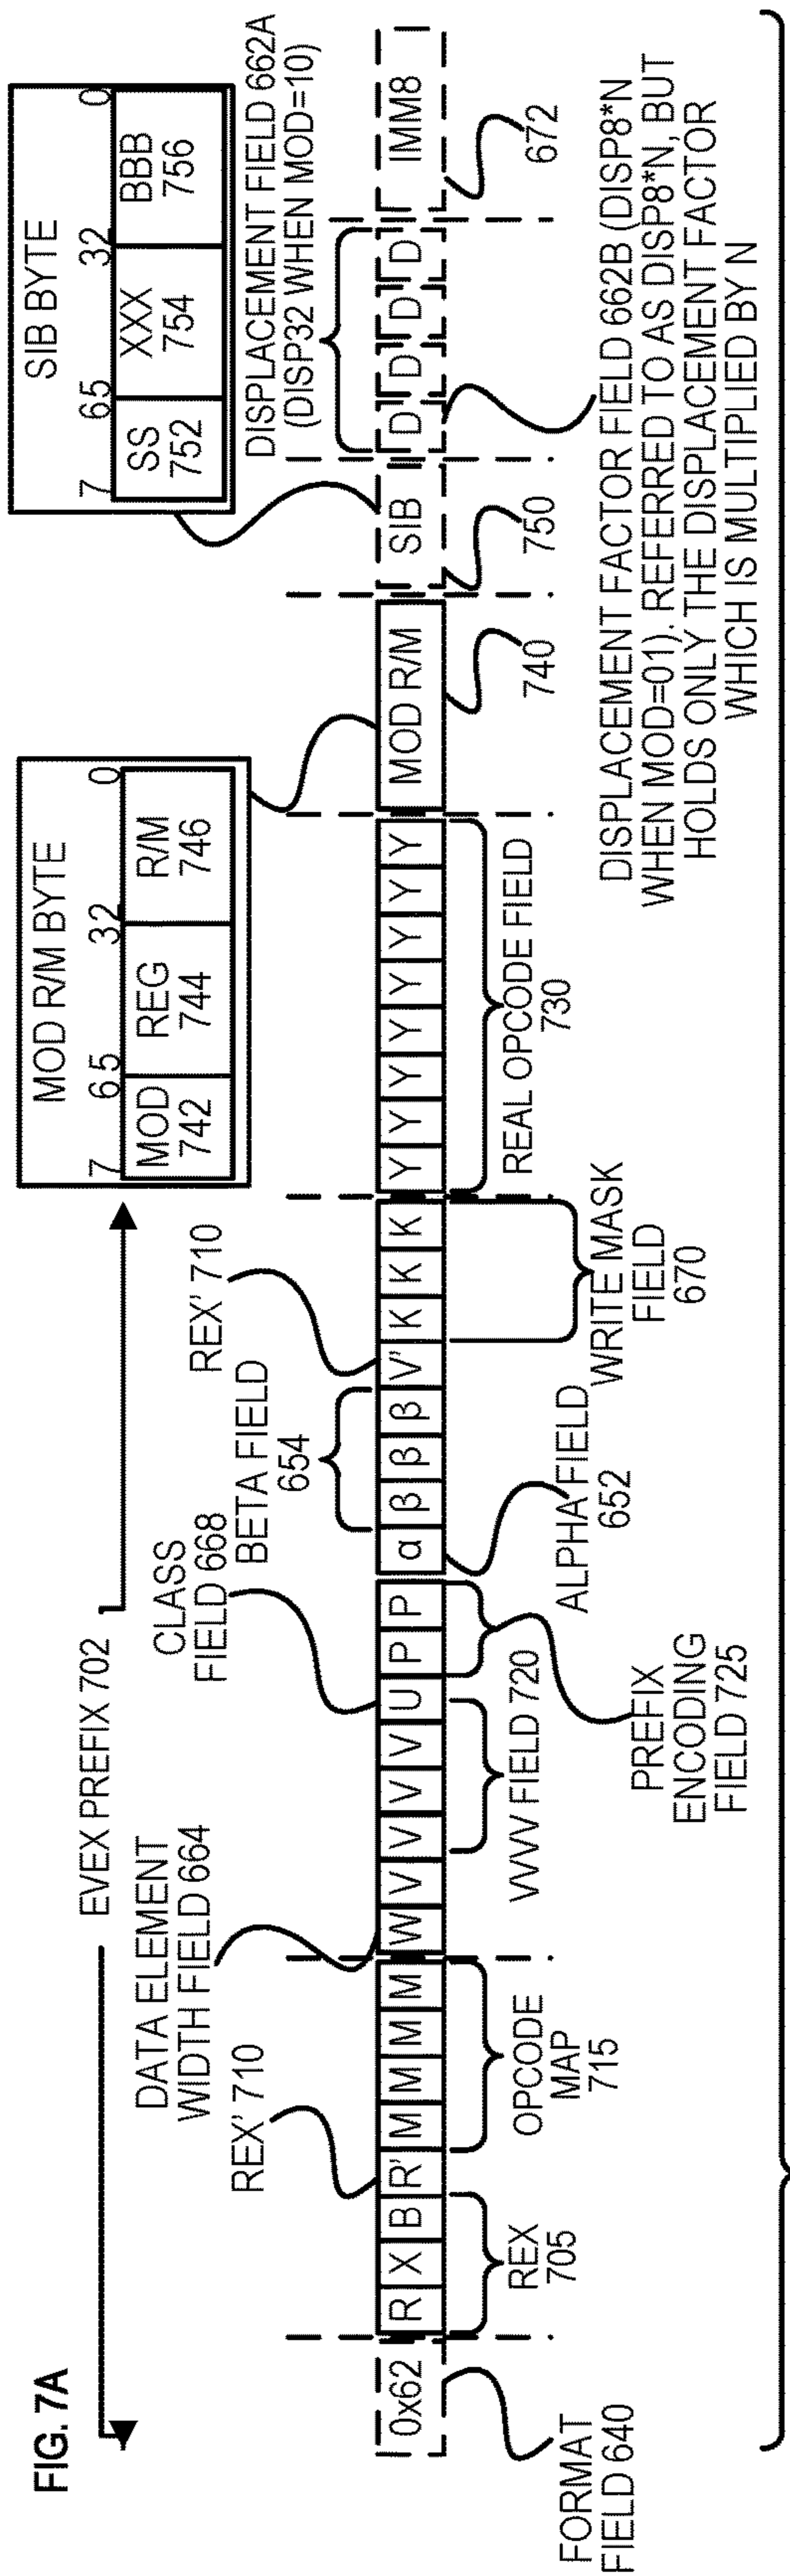 FIG. 7A
EVEX PREFIX 702
DATA ELEMENT
WIDTH FIELD 664
REX' 710
CLASS
FIELD 668
BETA FIELD
654
REX' 710
MOD R/M BYTE
7 6 5 3 2 0
MOD
742
REG
744
R/M
746
SIB BYTE
7 6 5 3 2 0
SS
752
XXX
754
BBB
756
DISPLACEMENT FIELD 662A
(DISP32 WHEN MOD=10)
0x62 R X B R' M M M M W V V V V U P P α β β β V' K K K Y Y Y Y Y Y Y Y MOD R/M SIB D D D D IMM8
FORMAT
FIELD 640
REX
705
OPCODE
MAP
715
VVVV FIELD 720
PREFIX
ENCODING
FIELD 725
ALPHA FIELD
652
WRITE MASK
FIELD
670
REAL OPCODE FIELD
730
740
750
672
DISPLACEMENT FACTOR FIELD 662B (DISP8*N
WHEN MOD=01). REFERRED TO AS DISP8*N, BUT
HOLDS ONLY THE DISPLACEMENT FACTOR
WHICH IS MULTIPLIED BY N